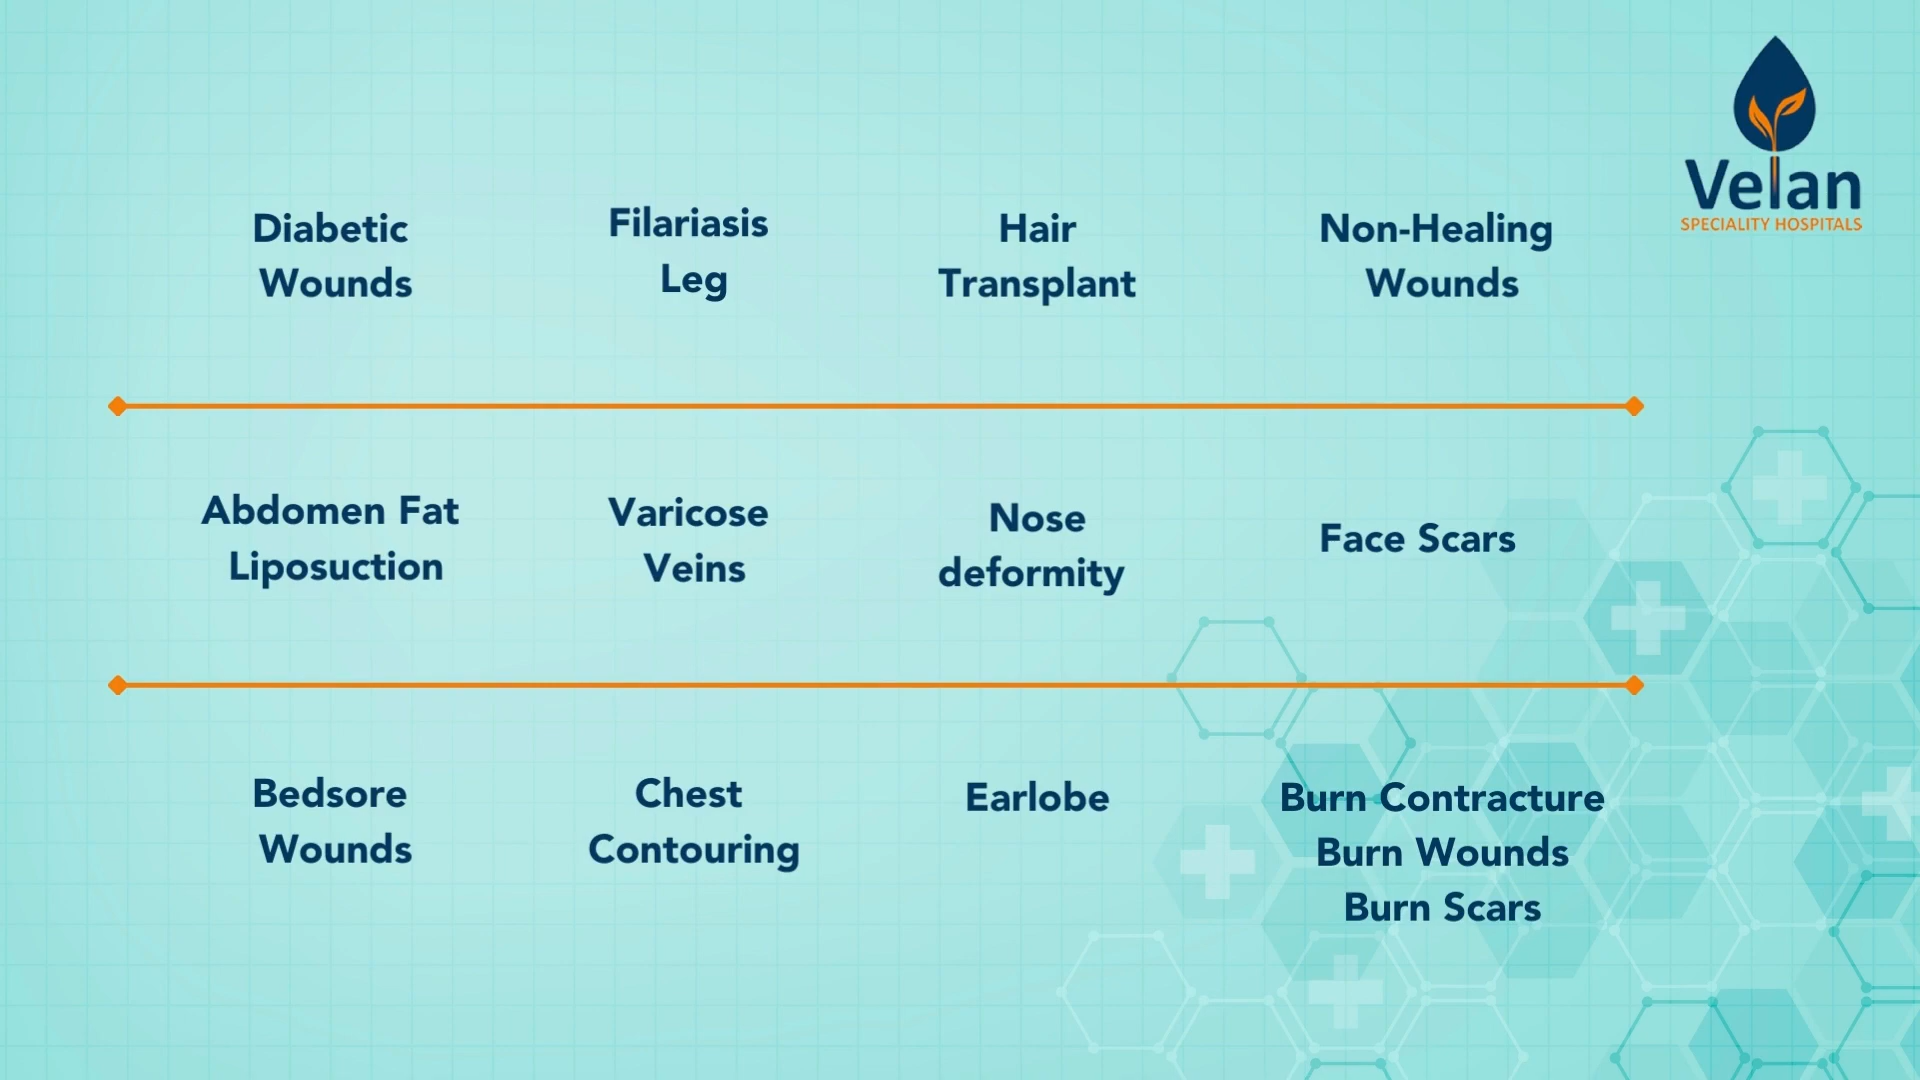 Velan
SPECIALITY HOSPITALS
Diabetic
Wounds
Filariasis
Leg
Hair
Transplant
Non-Healing
Wounds
Abdomen Fat
Liposuction
Varicose
Veins
Nose
deformity
Face Scars
Bedsore
Wounds
Chest
Contouring
Earlobe
Burn Contracture
Burn Wounds
Burn Scars